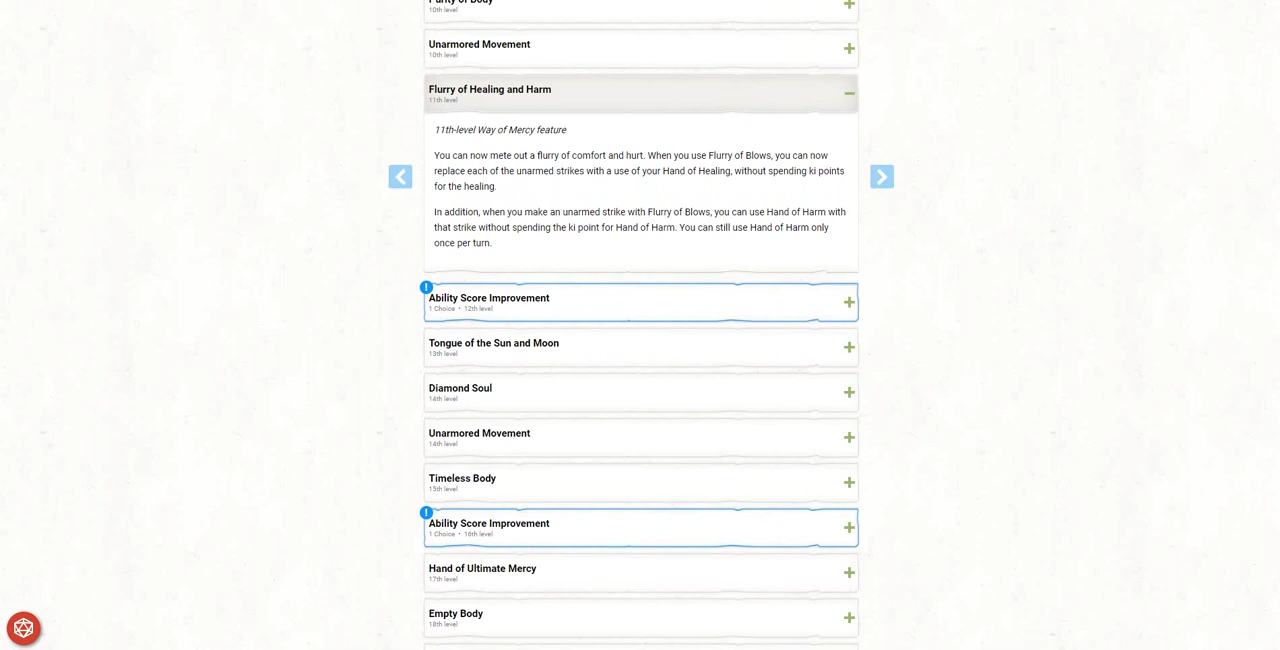 Purity of Body
10th level
Unarmored Movement
10th level
Flurry of Healing and Harm
11th level
11th-level Way of Mercy feature
You can now mete out a flurry of comfort and hurt. When you use Flurry of Blows, you can now
replace each of the unarmed strikes with a use of your Hand of Healing, without spending ki points
for the healing.
In addition, when you make an unarmed strike with Flurry of Blows, you can use Hand of Harm with
that strike without spending the ki point for Hand of Harm. You can still use Hand of Harm only
once per turn.
!
Ability Score Improvement
1 Choice • 12th level
Tongue of the Sun and Moon
13th level
Diamond Soul
14th level
Unarmored Movement
14th level
Timeless Body
15th level
!
Ability Score Improvement
1 Choice • 16th level
Hand of Ultimate Mercy
17th level
Empty Body
18th level